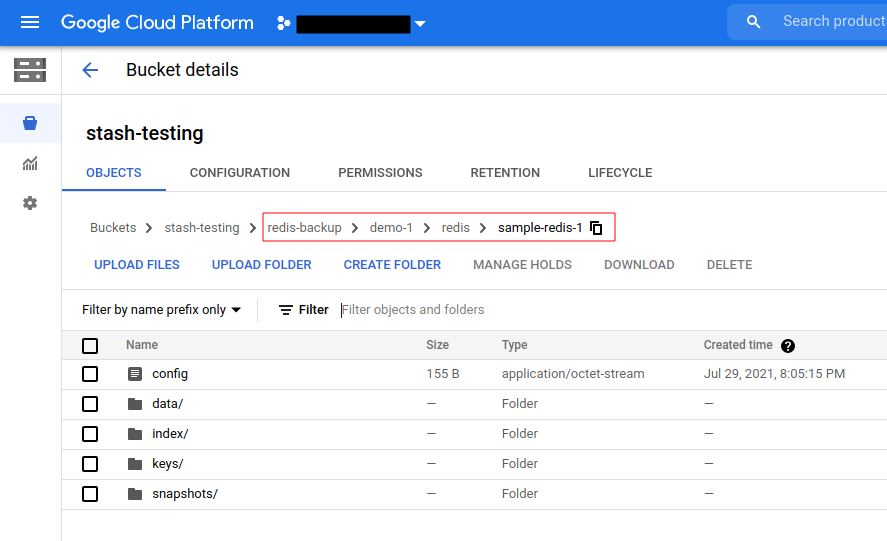 Google Cloud Platform
Search product
Bucket details
stash-testing
OBJECTS CONFIGURATION PERMISSIONS RETENTION LIFECYCLE
Buckets > stash-testing > redis-backup > demo-1 > redis > sample-redis-1
UPLOAD FILES UPLOAD FOLDER CREATE FOLDER MANAGE HOLDS DOWNLOAD DELETE
Filter by name prefix only Filter Filter objects and folders
Name Size Type Created time ?
config 155 B application/octet-stream Jul 29, 2021, 8:05:15 PM
data/ — Folder —
index/ — Folder —
keys/ — Folder —
snapshots/ — Folder —